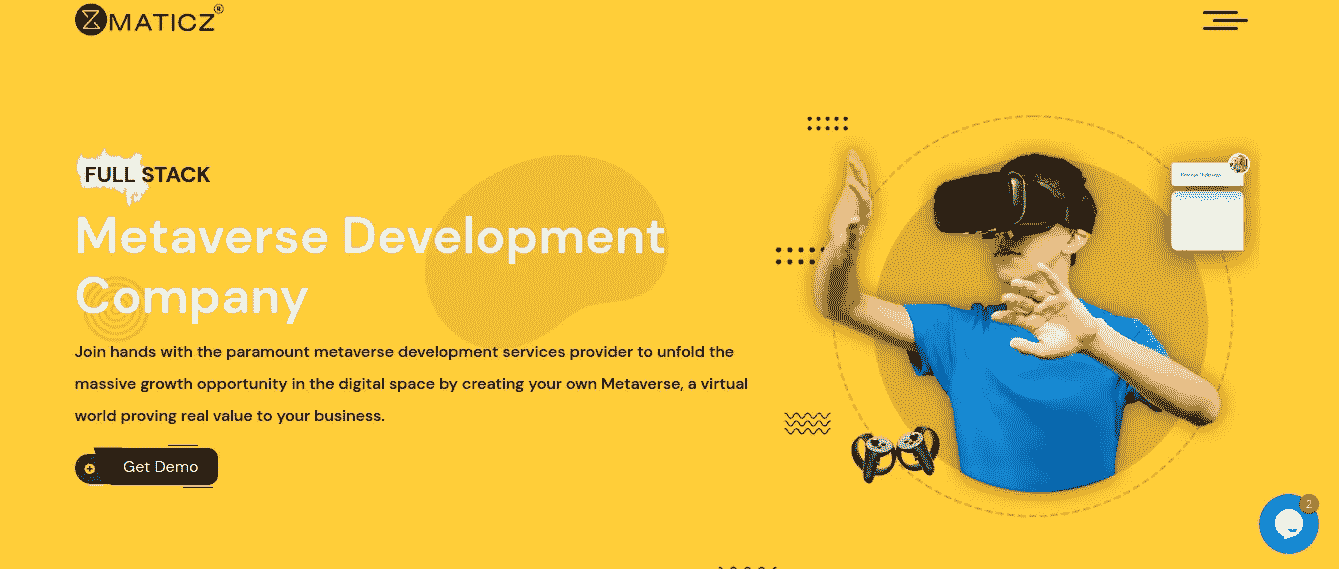 MATICZ®
FULL STACK
Metaverse Development
Company
Join hands with the paramount metaverse development services provider to unfold the
massive growth opportunity in the digital space by creating your own Metaverse, a virtual
world proving real value to your business.
Get Demo
2